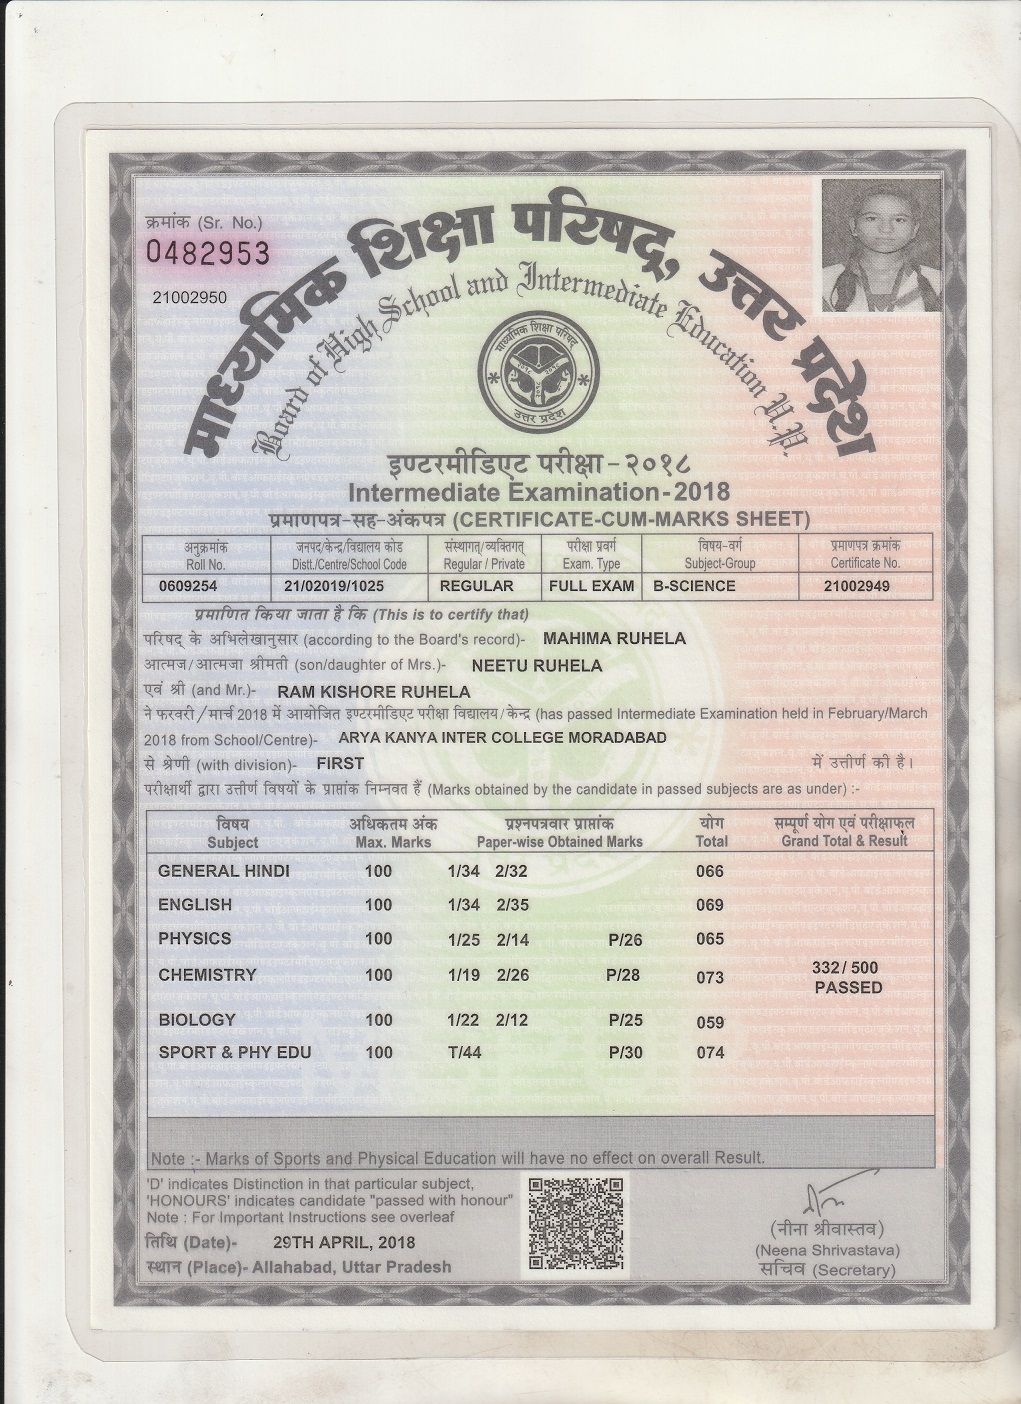 क्रमांक (Sr. No.)
0482953
21002950
माध्यमिक शिक्षा परिषद्, उत्तर प्रदेश
Board of High School and Intermediate Education U.P.
माध्यमिक शिक्षा परिषद्
उत्तर प्रदेश
इण्टरमीडिएट परीक्षा-२०१८
Intermediate Examination-2018
प्रमाणपत्र-सह-अंकपत्र (CERTIFICATE-CUM-MARKS SHEET)
अनुक्रमांक जनपद/केन्द्र/विद्यालय कोड संस्थागत्/व्यक्तिगत् परीक्षा प्रवर्ग विषय-वर्ग प्रमाणपत्र क्रमांक
Roll No. Distt./Centre/School Code Regular / Private Exam. Type Subject-Group Certificate No.
0609254 21/02019/1025 REGULAR FULL EXAM B-SCIENCE 21002949
प्रमाणित किया जाता है कि (This is to certify that)
परिषद् के अभिलेखानुसार (according to the Board's record)- MAHIMA RUHELA
आत्मज/आत्मजा श्रीमती (son/daughter of Mrs.)- NEETU RUHELA
एवं श्री (and Mr.)- RAM KISHORE RUHELA
ने फरवरी/मार्च 2018 में आयोजित इण्टरमीडिएट परीक्षा विद्यालय/केन्द्र (has passed Intermediate Examination held in February/March
2018 from School/Centre)- ARYA KANYA INTER COLLEGE MORADABAD
से श्रेणी (with division)- FIRST में उत्तीर्ण की है।
परीक्षार्थी द्वारा उत्तीर्ण विषयों के प्राप्तांक निम्नवत हैं (Marks obtained by the candidate in passed subjects are as under) :-
विषय अधिकतम अंक प्रश्नपत्रवार प्राप्तांक योग सम्पूर्ण योग एवं परीक्षाफल
Subject Max. Marks Paper-wise Obtained Marks Total Grand Total & Result
GENERAL HINDI 100 1/34 2/32 066
ENGLISH 100 1/34 2/35 069
PHYSICS 100 1/25 2/14 P/26 065
CHEMISTRY 100 1/19 2/26 P/28 073 332/ 500
PASSED
BIOLOGY 100 1/22 2/12 P/25 059
SPORT & PHY EDU 100 T/44 P/30 074
Note :- Marks of Sports and Physical Education will have no effect on overall Result.
'D' indicates Distinction in that particular subject,
'HONOURS' indicates candidate "passed with honour"
Note : For Important Instructions see overleaf
तिथि (Date)- 29TH APRIL, 2018
स्थान (Place)- Allahabad, Uttar Pradesh
(नीना श्रीवास्तव)
(Neena Shrivastava)
सचिव (Secretary)